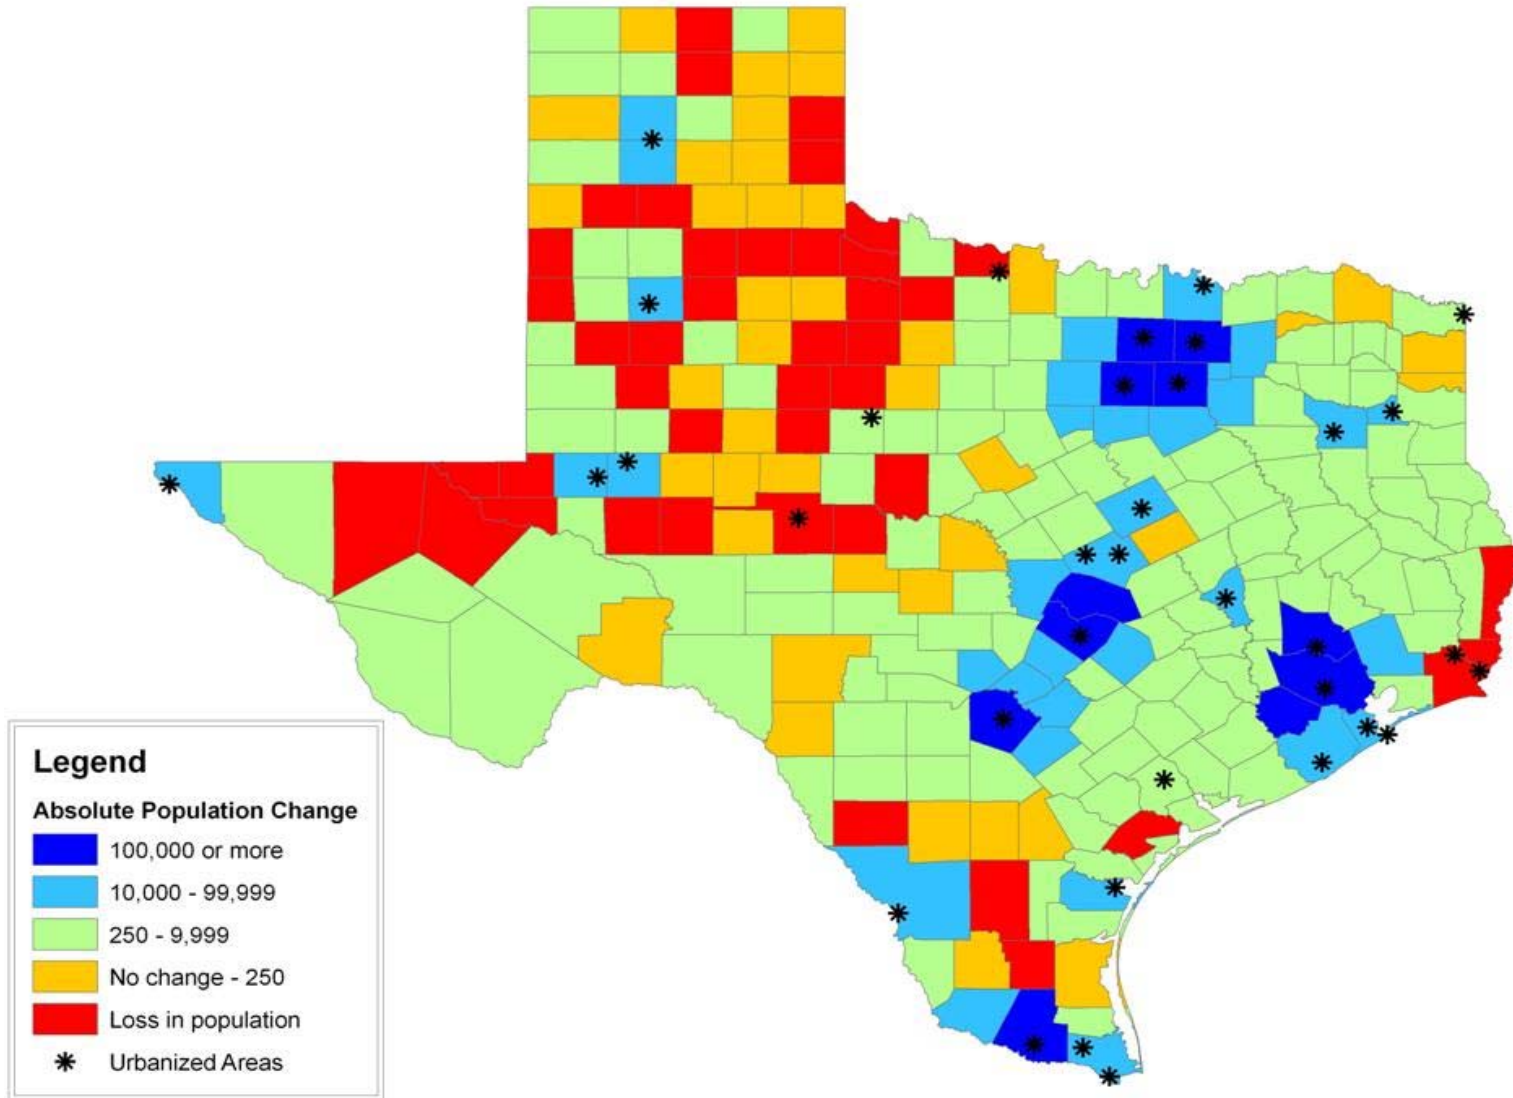 Legend
Absolute Population Change
100,000 or more
10,000 - 99,999
250 - 9,999
No change - 250
Loss in population
Urbanized Areas